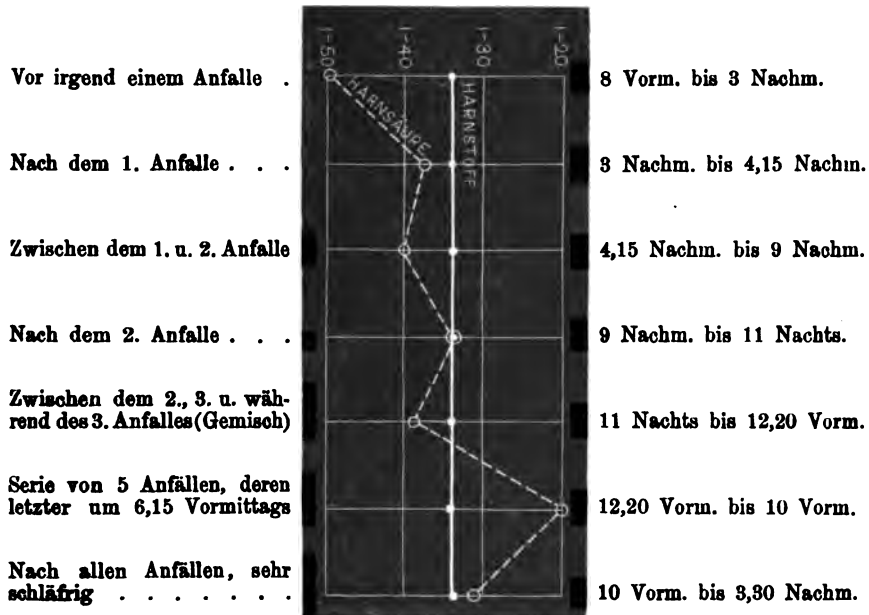 1-50 1-40 1-30 1-20
Vor irgend einem Anfalle . 8 Vorm. bis 3 Nachm.
HARNSÄURE
HARNSTOFF
Nach dem 1. Anfalle . . . 3 Nachm. bis 4,15 Nachm.
Zwischen dem 1. u. 2. Anfalle 4,15 Nachm. bis 9 Nachm.
Nach dem 2. Anfalle . . . 9 Nachm. bis 11 Nachts.
Zwischen dem 2., 3. u. wäh-
rend des 3. Anfalles (Gemisch) 11 Nachts bis 12,20 Vorm.
Serie von 5 Anfällen, deren
letzter um 6,15 Vormittags 12,20 Vorm. bis 10 Vorm.
Nach allen Anfällen, sehr
schläfrig . . . . . . . 10 Vorm. bis 3,30 Nachm.